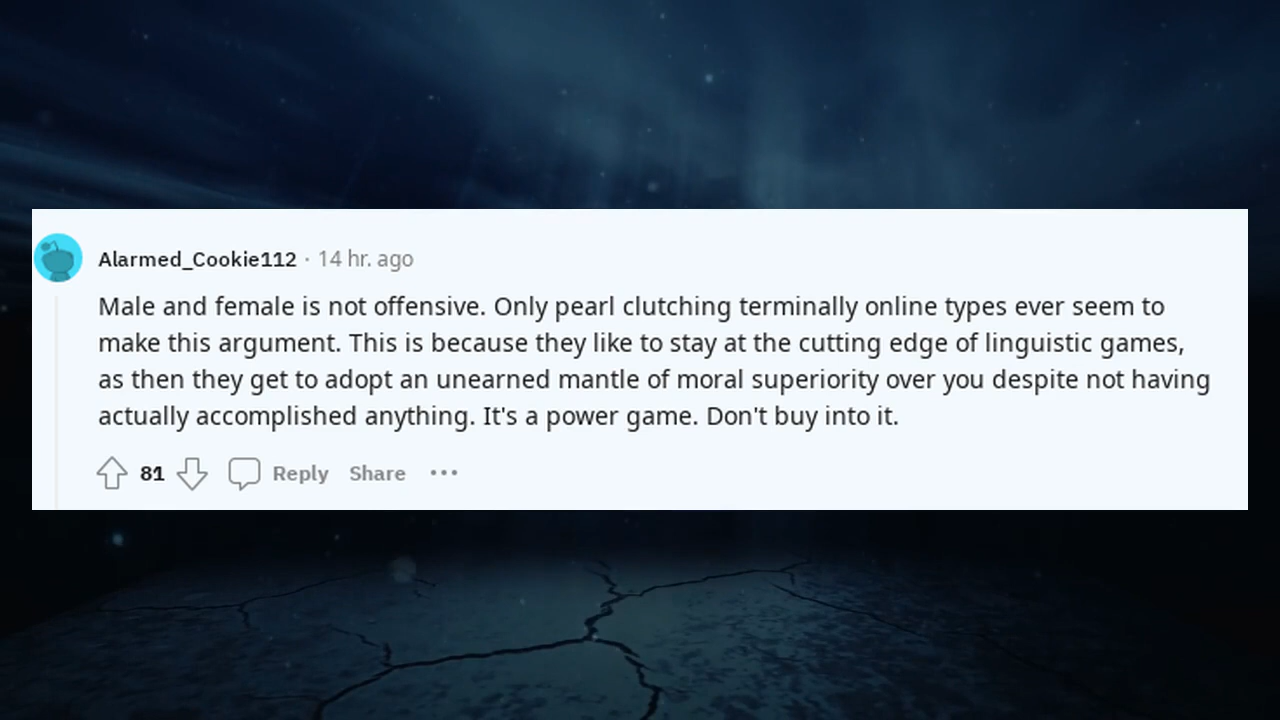 Alarmed_Cookie112 · 14 hr. ago
Male and female is not offensive. Only pearl clutching terminally online types ever seem to
make this argument. This is because they like to stay at the cutting edge of linguistic games,
as then they get to adopt an unearned mantle of moral superiority over you despite not having
actually accomplished anything. It's a power game. Don't buy into it.
81 Reply Share